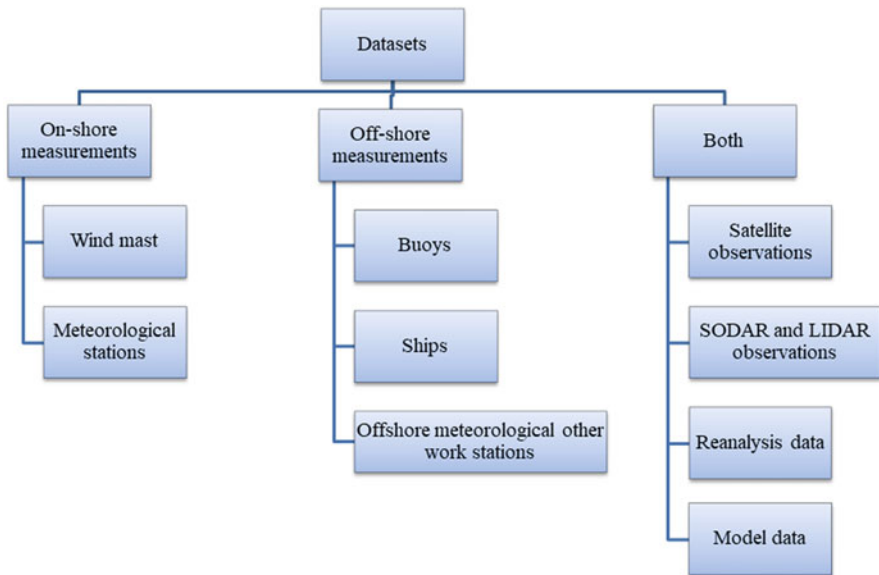 Datasets
On-shore
measurements
Wind mast
Meteorological
stations
Off-shore
measurements
Buoys
Ships
Offshore meteorological other
work stations
Both
Satellite
observations
SODAR and LIDAR
observations
Reanalysis data
Model data